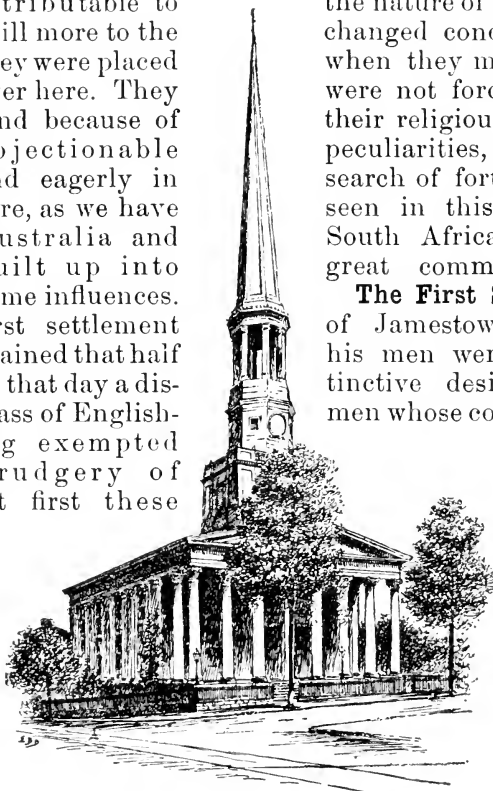 tributable to
ill more to the
ey were placed
er here. They
nd because of
bjectionable
d eagerly in
re, as we have
ustralia and
uilt up into
me influences.
rst settlement
ained that half
that day a dis-
ass of English-
g exempted
rudgery of
t first these
the nature of
changed cond
when they m
were not forc
their religiou
peculiarities,
search of fort
seen in this
South Africa
great comm
The First S
of Jamestow
his men wer
tinctive desi
men whose co